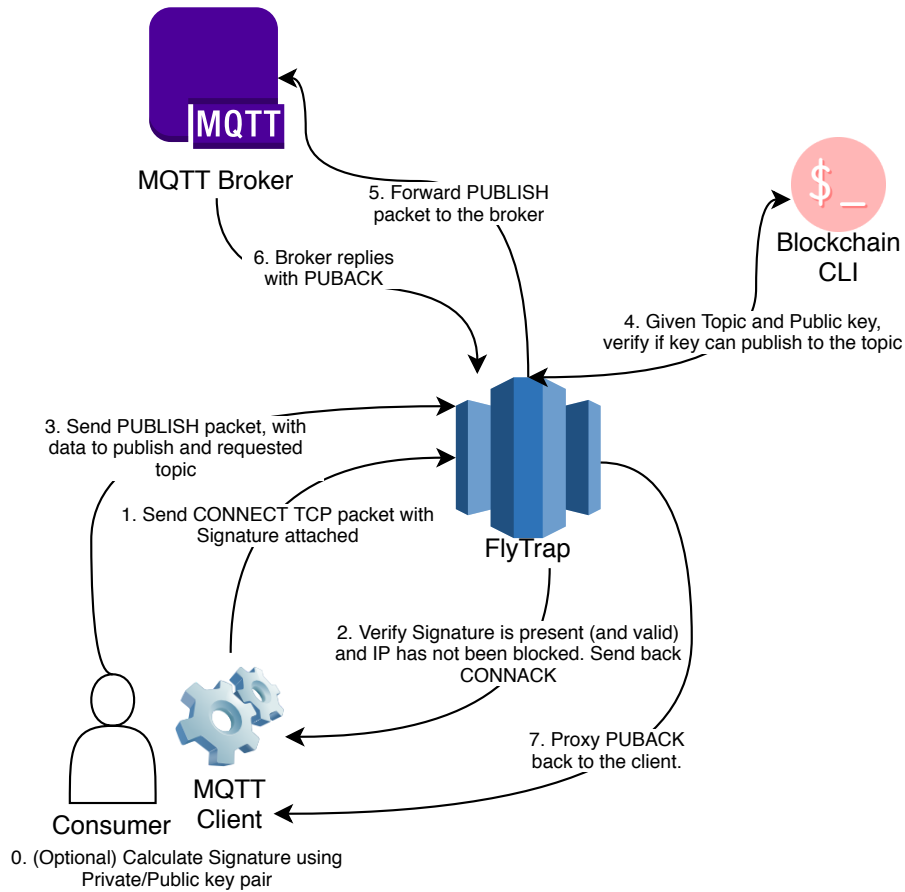 MQTT
MQTT Broker
5. Forward PUBLISH
packet to the broker
$_
Blockchain
CLI
6. Broker replies
with PUBACK
4. Given Topic and Public key,
verify if key can publish to the topic
3. Send PUBLISH packet, with
data to publish and requested
topic
1. Send CONNECT TCP packet with
Signature attached
FlyTrap
2. Verify Signature is present (and valid)
and IP has not been blocked. Send back
CONNACK
7. Proxy PUBACK
back to the client.
MQTT
Client
Consumer
0. (Optional) Calculate Signature using
Private/Public key pair